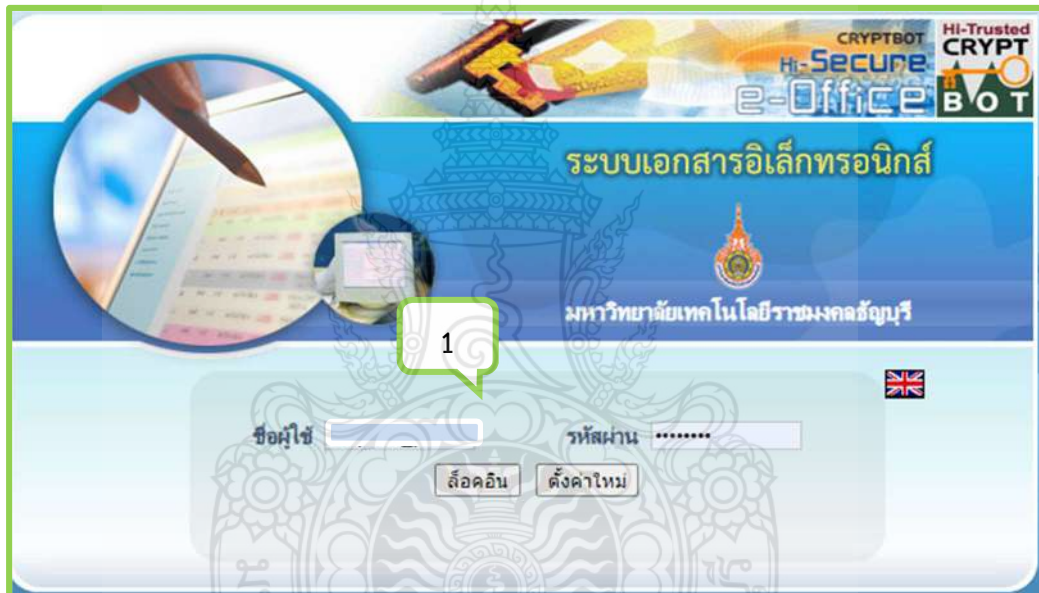 CRYPTBOT
Hi-Secure
e-Office
Hi-Trusted
CRYPT
BOT
ระบบเอกสารอิเล็กทรอนิกส์
มหาวิทยาลัยเทคโนโลยีราชมงคลธัญบุรี
1
ชื่อผู้ใช้ รหัสผ่าน ••••••••
ล็อคอิน ตั้งค่าใหม่